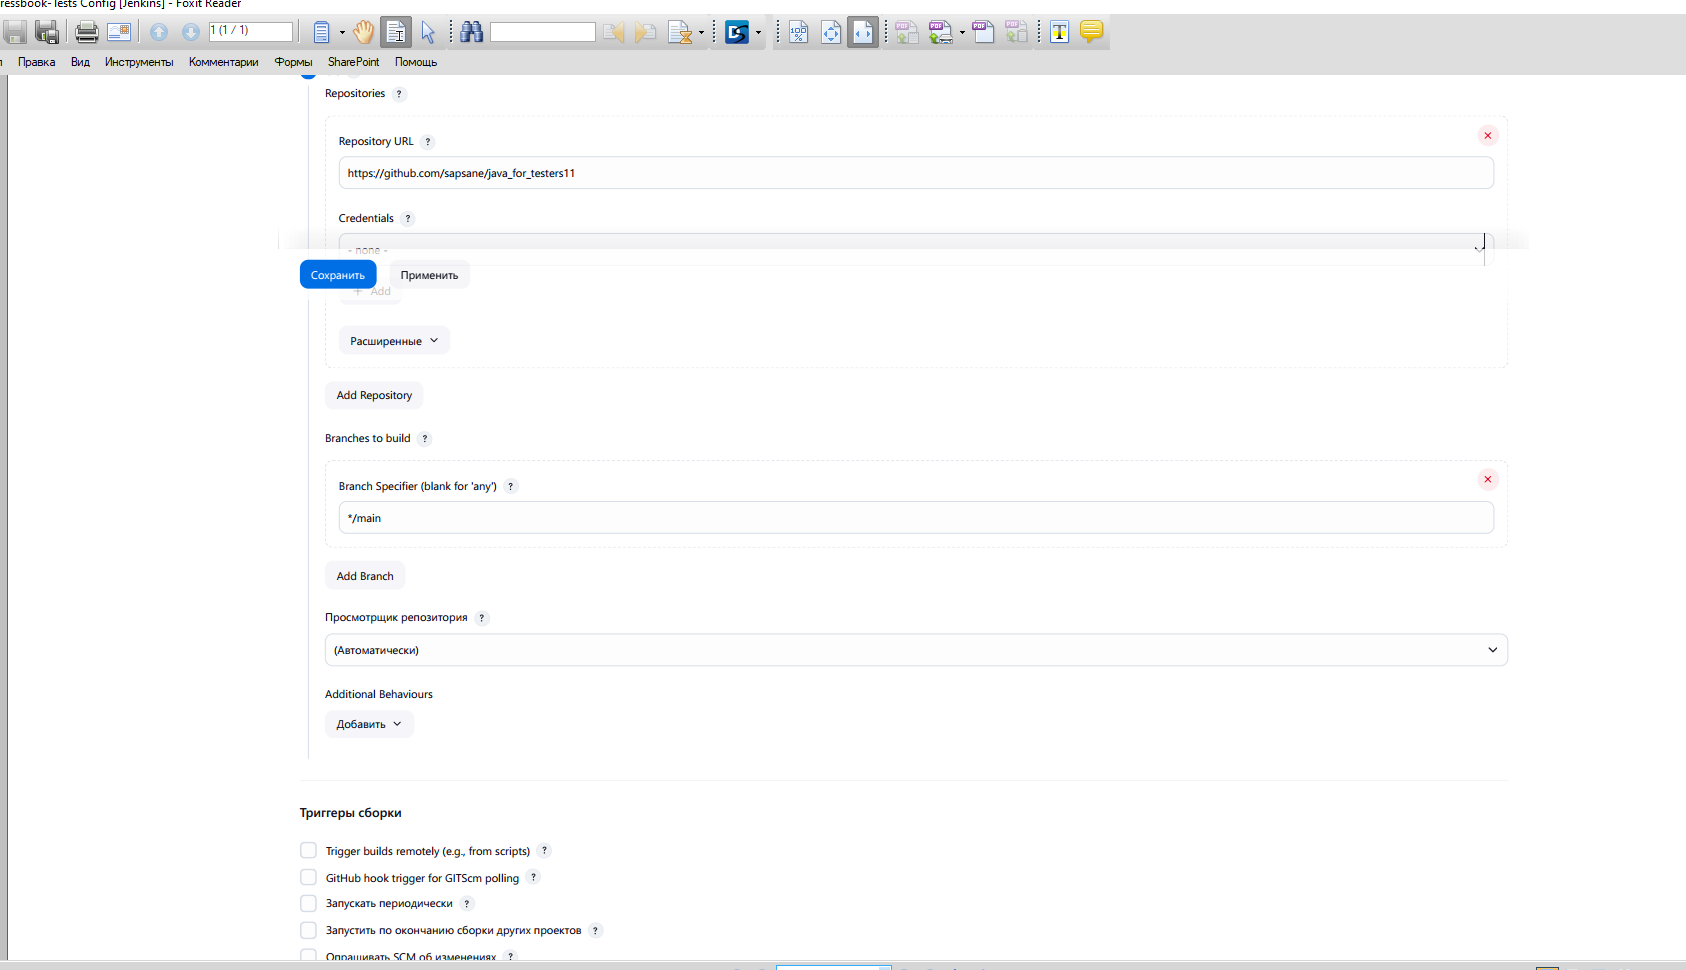 ressbook-Tests Config [Jenkins] - Foxit Reader
1 (1 / 1)
Правка Вид Инструменты Комментарии Формы SharePoint Помощь
Repositories ?
Repository URL ?
https://github.com/sapsane/java_for_testers11
Credentials ?
- none -
Сохранить Применить
+ Add
Расширенные
Add Repository
Branches to build ?
Branch Specifier (blank for 'any') ?
*/main
Add Branch
Просмотрщик репозитория ?
(Автоматически)
Additional Behaviours
Добавить
Триггеры сборки
Trigger builds remotely (e.g., from scripts) ?
GitHub hook trigger for GITScm polling ?
Запускать периодически ?
Запустить по окончанию сборки других проектов ?
Опрашивать SCM об изменениях ?